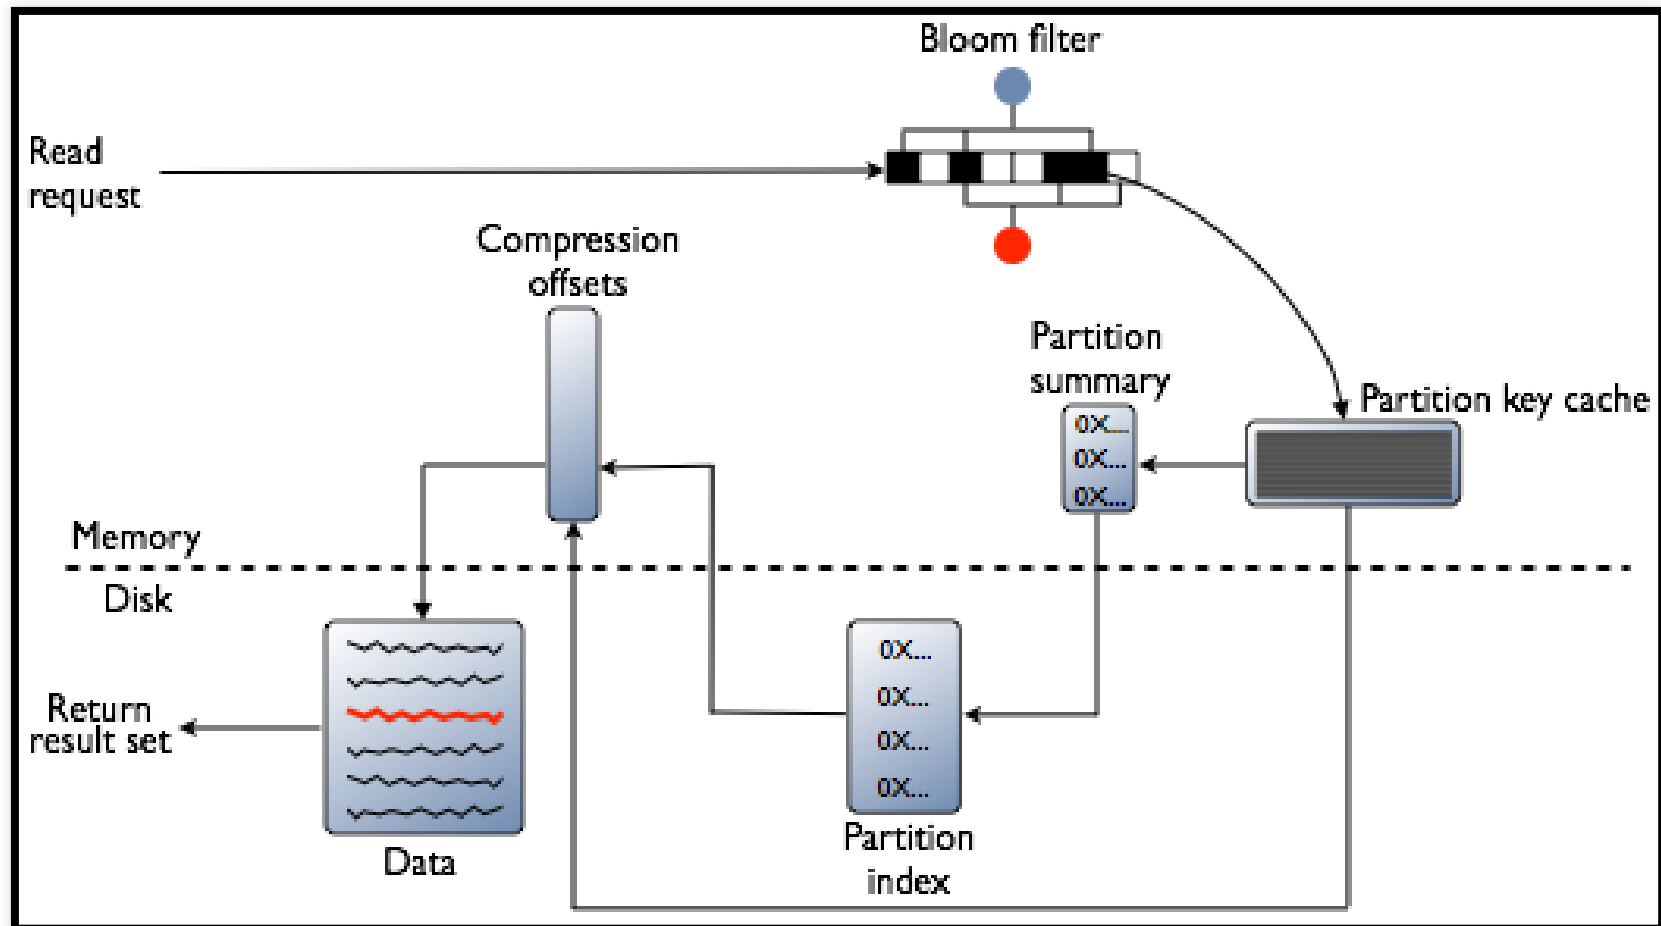 Bloom filter
Read
request
Compression
offsets
Partition
summary
0X...
0X...
0X...
Partition key cache
Memory
Disk
0X...
0X...
0X...
0X...
Return
result set
Data
Partition
index